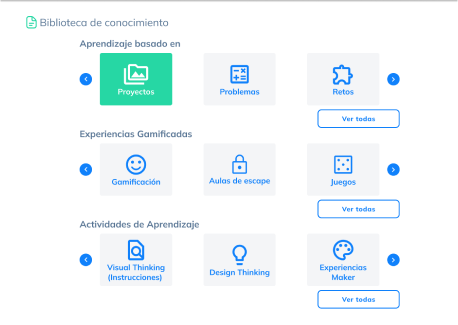 Biblioteca de conocimiento
Aprendizaje basado en
Proyectos
Problemas
Retos
Ver todas
Experiencias Gamificadas
Gamificación
Aulas de escape
Juegos
Ver todas
Actividades de Aprendizaje
Visual Thinking
(Instrucciones)
Design Thinking
Experiencias
Maker
Ver todas